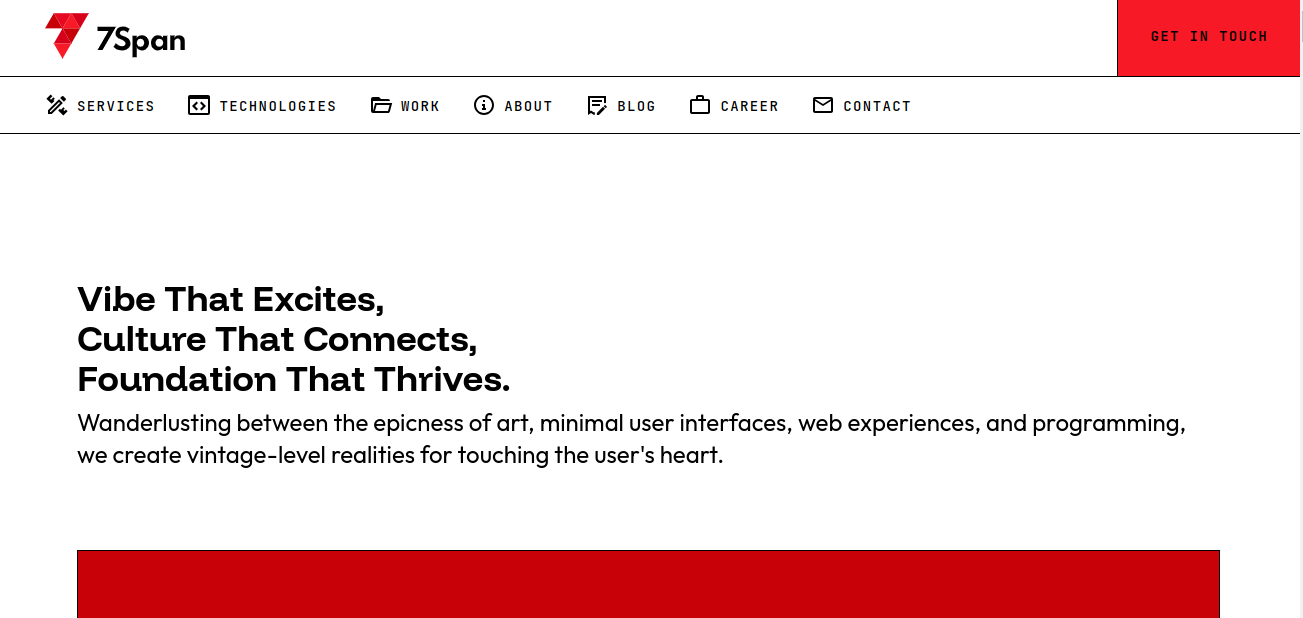 7Span
GET IN TOUCH
SERVICES TECHNOLOGIES WORK ABOUT BLOG CAREER CONTACT
Vibe That Excites,
Culture That Connects,
Foundation That Thrives.
Wanderlusting between the epicness of art, minimal user interfaces, web experiences, and programming,
we create vintage-level realities for touching the user's heart.